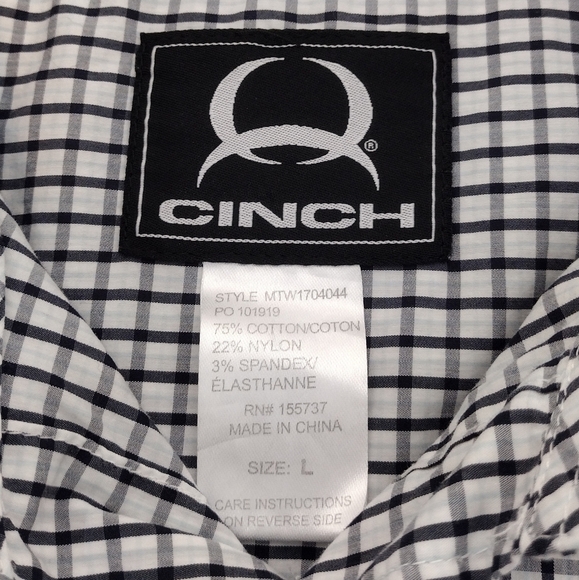 ®
CINCH
STYLE MTW1704044
PO 101919
75% COTTON/COTON
22% NYLON
3% SPANDEX/
ÉLASTHANNE
RN# 155737
MADE IN CHINA
SIZE: L
CARE INSTRUCTIONS
ON REVERSE SIDE